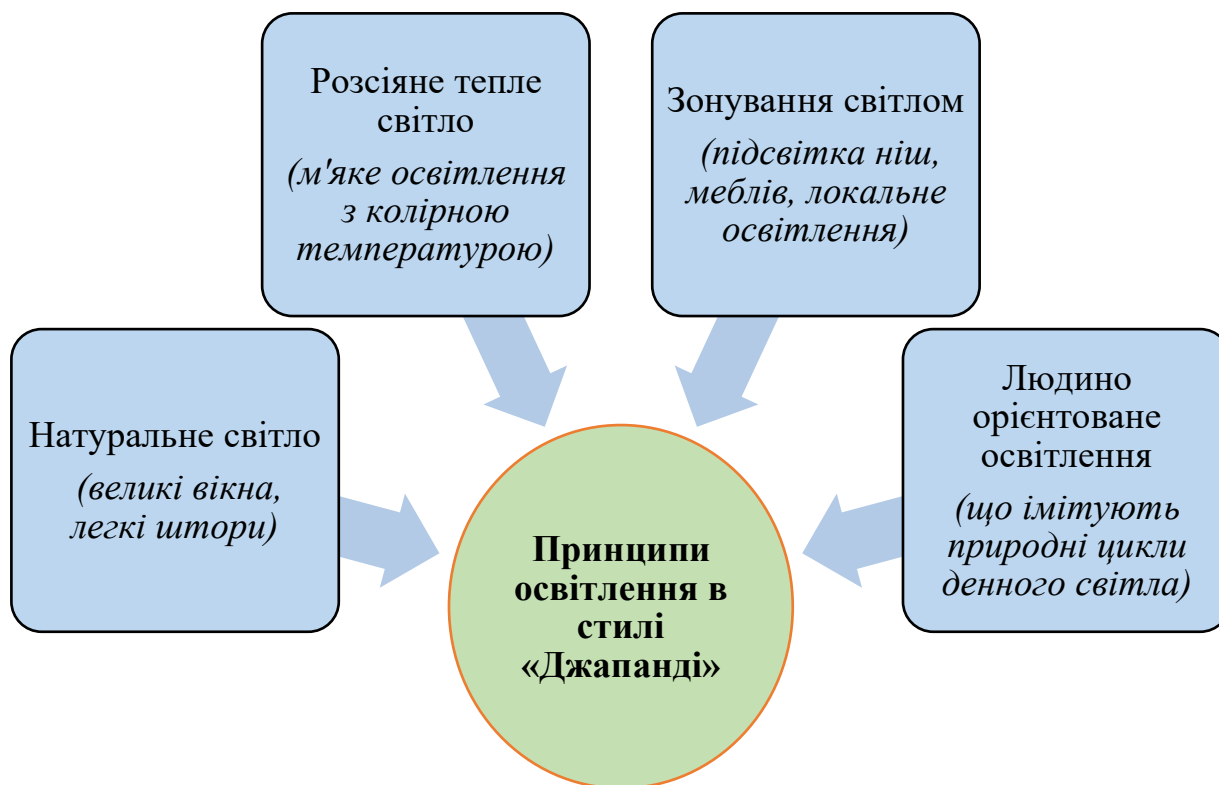 Розсіяне тепле
світло
(м'яке освітлення
з колірною
температурою)
Зонування світлом
(підсвітка ніш,
меблів, локальне
освітлення)
Натуральне світло
(великі вікна,
легкі штори)
Людино
орієнтоване
освітлення
(що імітують
природні цикли
денного світла)
Принципи
освітлення в
стилі
«Джапанді»